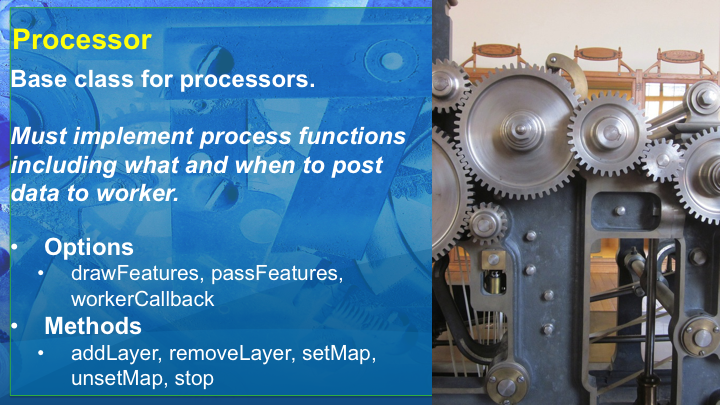 Processor
Base class for processors.
Must implement process functions
including what and when to post
data to worker.
• Options
• drawFeatures, passFeatures,
workerCallback
• Methods
• addLayer, removeLayer, setMap,
unsetMap, stop